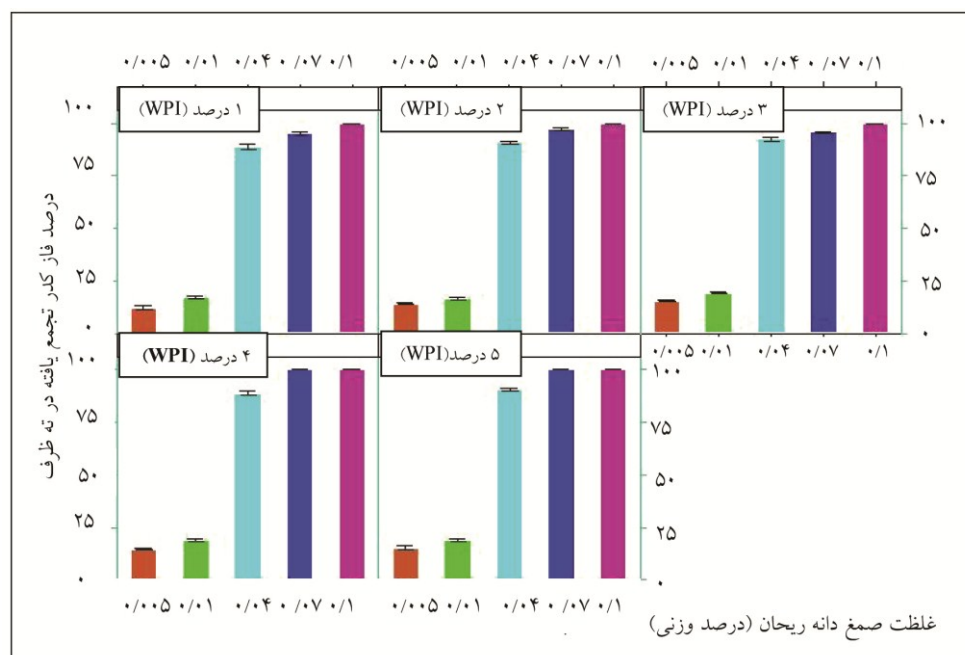 ۰/۰۰۵ ۰/۰۱ ۰/۰۴ ۰/۰۷ ۰/۱
۰/۰۰۵ ۰/۰۱ ۰/۰۴ ۰/۰۷ ۰/۱
۰/۰۰۵ ۰/۰۱ ۰/۰۴ ۰/۰۷ ۰/۱
۱ درصد (WPI)
۲ درصد (WPI)
۳ درصد (WPI)
۱۰۰
۷۵
۵۰
۲۵
۰
۱۰۰
۷۵
۵۰
۲۵
۰
درصد فاز کدر تجمع یافته در ته ظرف
۴ درصد (WPI)
۵ درصد(WPI)
۰/۰۰۵ ۰/۰۱ ۰/۰۴ ۰/۰۷ ۰/۱
۱۰۰
۷۵
۵۰
۲۵
۰
۱۰۰
۷۵
۵۰
۲۵
۰
۰/۰۰۵ ۰/۰۱ ۰/۰۴ ۰/۰۷ ۰/۱
۰/۰۰۵ ۰/۰۱ ۰/۰۴ ۰/۰۷ ۰/۱
غلظت صمغ دانه ریحان (درصد وزنی)